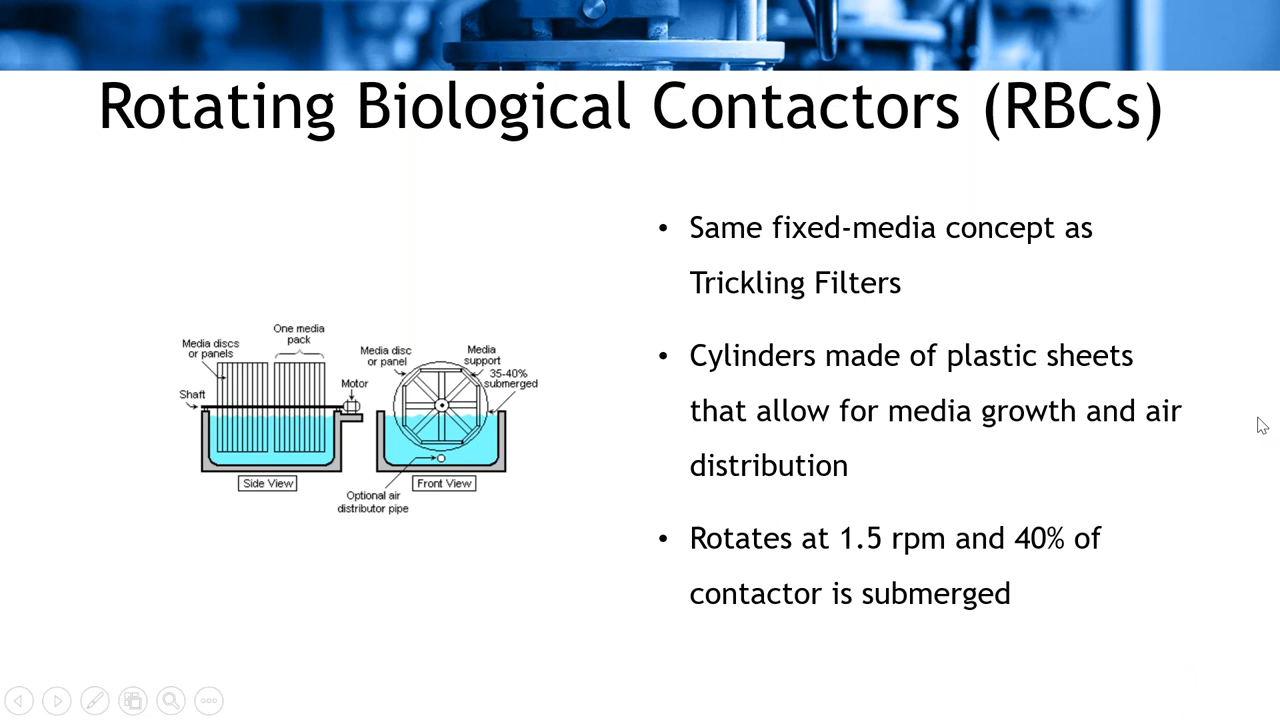 Rotating Biological Contactors (RBCs)
• Same fixed-media concept as
Trickling Filters
• Cylinders made of plastic sheets
that allow for media growth and air
distribution
• Rotates at 1.5 rpm and 40% of
contactor is submerged
One media
pack
Media discs
or panels
Shaft
Motor
Side View
Media disc
or panel
Media
support
35-40%
submerged
Optional air
distributor pipe
Front View